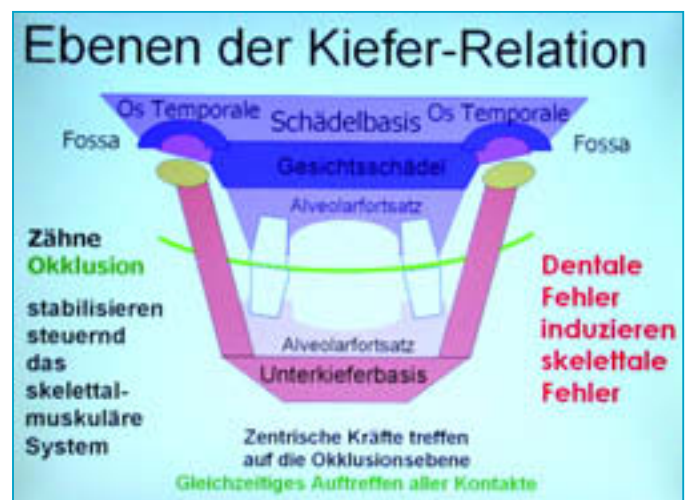 Ebenen der Kiefer-Relation
Os Temporale
Schädelbasis
Os Temporale
Fossa
Fossa
Gesichtsschädel
Alveolarfortsatz
Zähne
Okklusion
stabilisieren
steuernd
das
skelettal-
muskuläre
System
Dentale
Fehler
induzieren
skelettale
Fehler
Alveolarfortsatz
Unterkieferbasis
Zentrische Kräfte treffen
auf die Okklusionsebene
Gleichzeitiges Auftreffen aller Kontakte